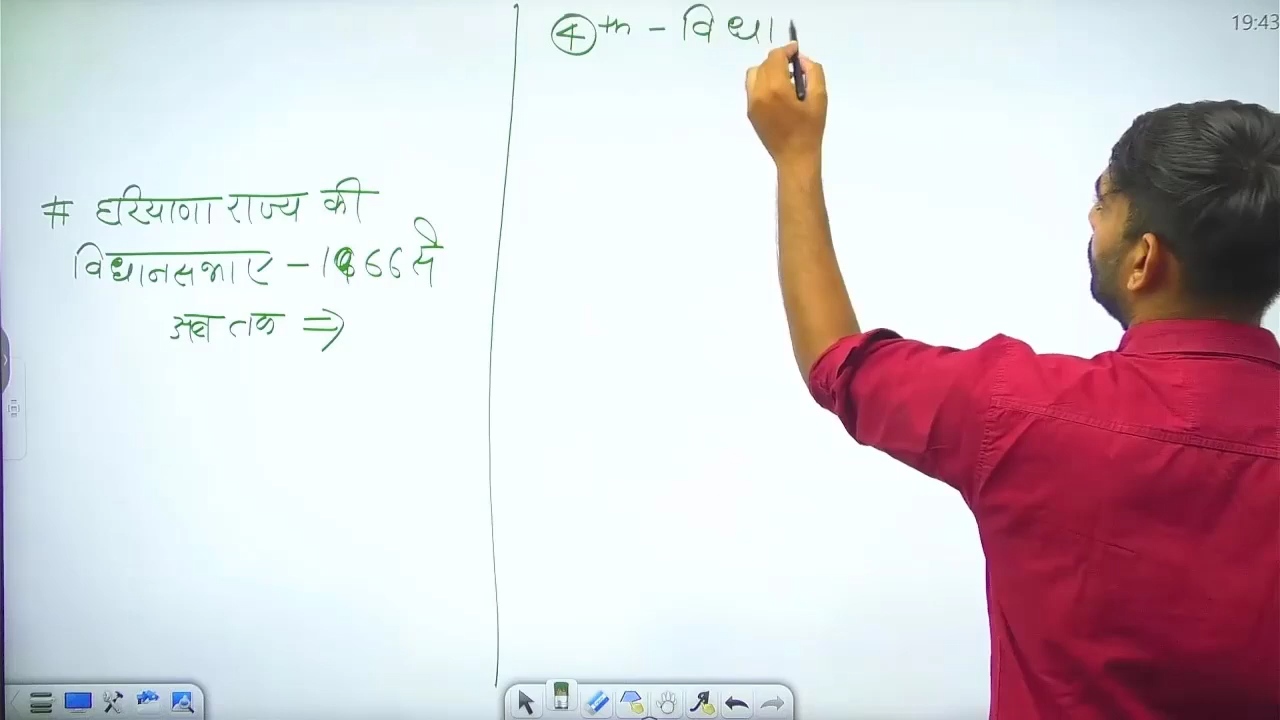 # हरियाणा राज्य की
विधानसभाए - 1966 से
अब तक ⇒
④th - विधा
19:43